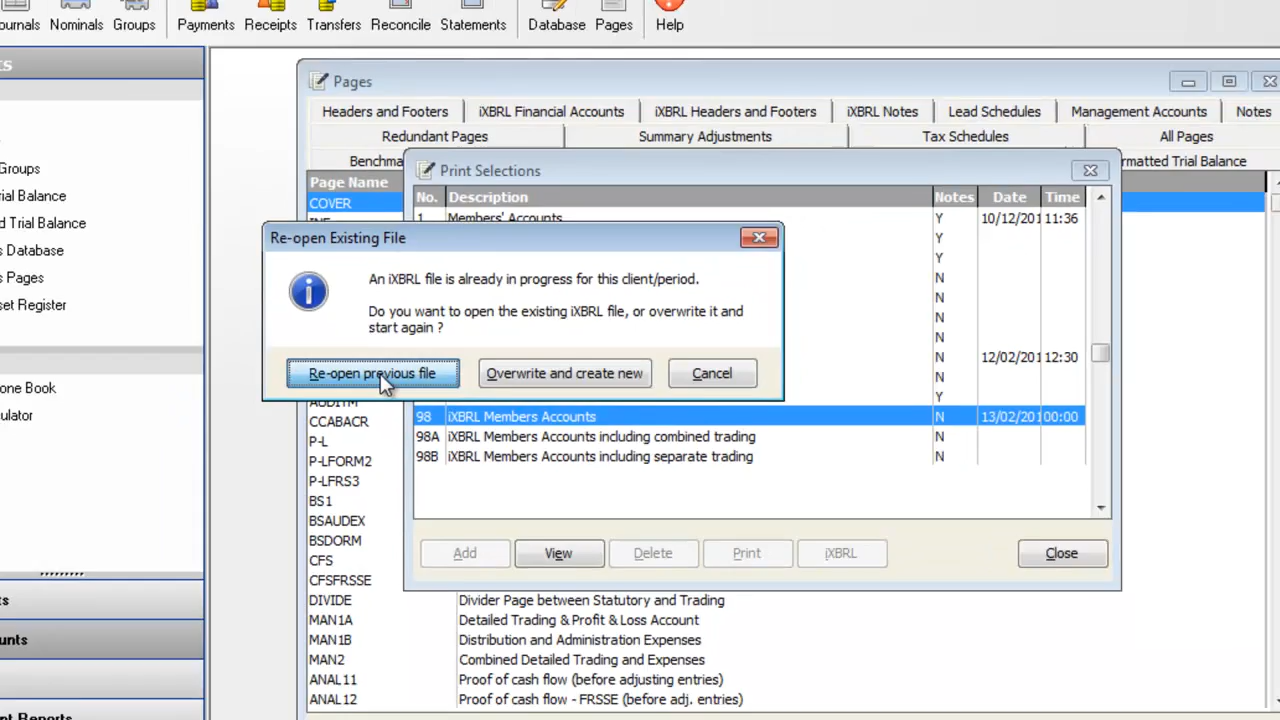 ournals Nominals Groups Payments Receipts Transfers Reconcile Statements Database Pages Help
ts
Groups
ial Balance
d Trial Balance
s Database
s Pages
set Register
one Book
ulator
ts
unts
nt Reports
Pages
Headers and Footers iXBRL Financial Accounts iXBRL Headers and Footers iXBRL Notes Lead Schedules Management Accounts Notes
Redundant Pages Summary Adjustments Tax Schedules All Pages
Benchma rmatted Trial Balance
Page Name
COVER
CCABACR
P-L
P-LFORM2
P-LFRS3
BS1
BSAUDEX
BSDORM
CFS
CFSFRSSE
DIVIDE Divider Page between Statutory and Trading
MAN1A Detailed Trading & Profit & Loss Account
MAN1B Distribution and Administration Expenses
MAN2 Combined Detailed Trading and Expenses
ANAL11 Proof of cash flow (before adjusting entries)
ANAL12 Proof of cash flow - FRSSE (before adj. entries)
Print Selections
No. Description Notes Date Time
1 Members' Accounts Y 10/12/201 11:36
Y
Y
N
N
N
N
N 12/02/201 12:30
N
Y
98 iXBRL Members Accounts N 13/02/201 00:00
98A iXBRL Members Accounts including combined trading N
98B iXBRL Members Accounts including separate trading N
Add View Delete Print iXBRL Close
Re-open Existing File
An iXBRL file is already in progress for this client/period.
Do you want to open the existing iXBRL file, or overwrite it and
start again ?
Re-open previous file Overwrite and create new Cancel